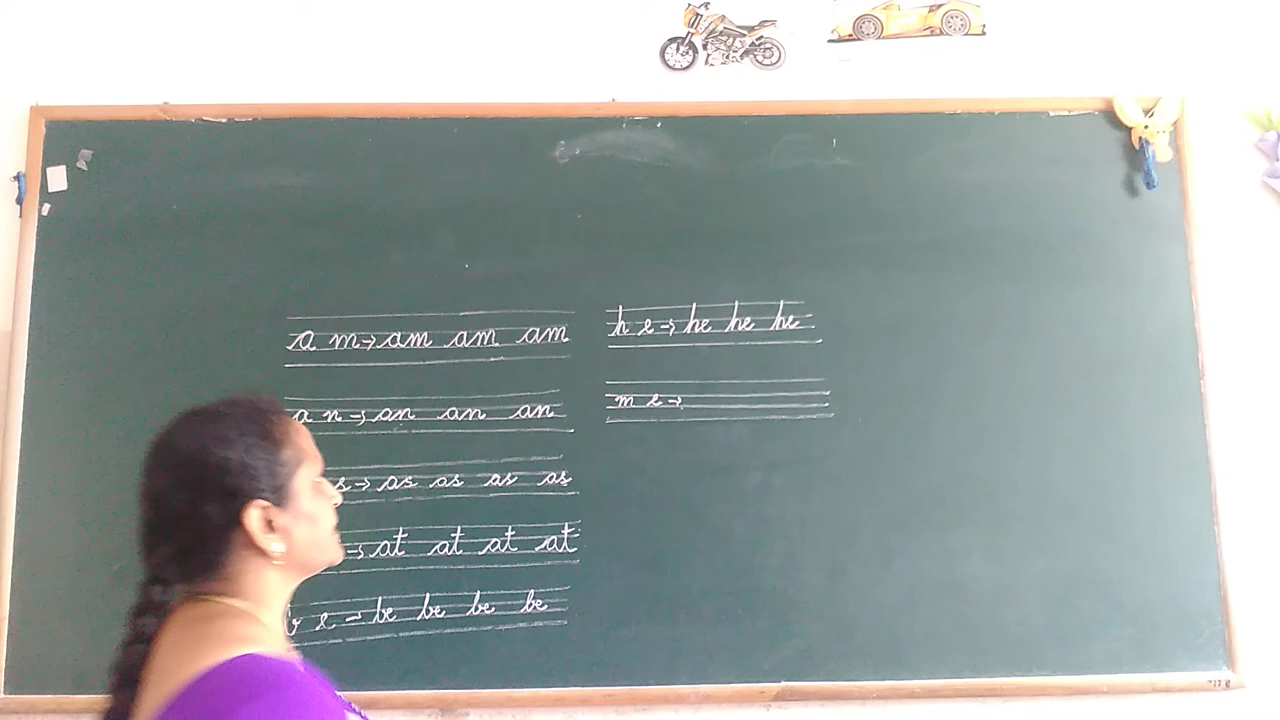 a m → am am am
a n → an an an
s → as as as as
→ at at at at
b e → be be be be
h e → he he he
m e →